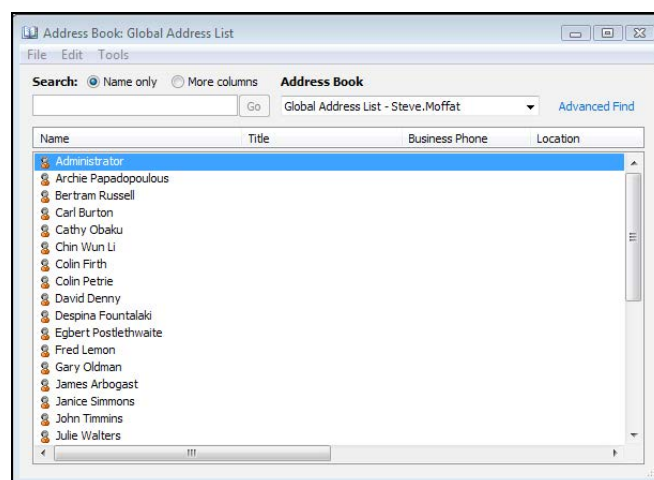 Address Book: Global Address List
File Edit Tools
Search: Name only More columns Address Book
Go Global Address List - Steve.Moffat Advanced Find
Name Title Business Phone Location
Administrator
Archie Papadopoulous
Bertram Russell
Carl Burton
Cathy Obaku
Chin Wun Li
Colin Firth
Colin Petrie
David Denny
Despina Fountalaki
Egbert Postlethwaite
Fred Lemon
Gary Oldman
James Arbogast
Janice Simmons
John Timmins
Julie Walters